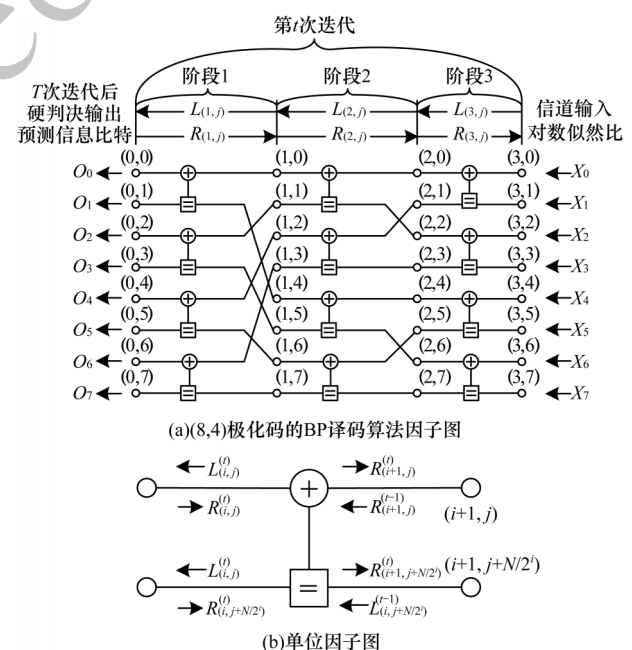 第t次迭代
T次迭代后
硬判决输出
预测信息比特
阶段1 阶段2 阶段3
信道输入
对数似然比
L(1, j) L(2, j) L(3, j)
R(1, j) R(2, j) R(3, j)
O0 (0,0) (1,0) (2,0) (3,0) X0
O1 (0,1) (1,1) (2,1) (3,1) X1
O2 (0,2) (1,2) (2,2) (3,2) X2
O3 (0,3) (1,3) (2,3) (3,3) X3
O4 (0,4) (1,4) (2,4) (3,4) X4
O5 (0,5) (1,5) (2,5) (3,5) X5
O6 (0,6) (1,6) (2,6) (3,6) X6
O7 (0,7) (1,7) (2,7) (3,7) X7
(a)(8,4)极化码的BP译码算法因子图
L(i, j)(t) R(i+1, j)(t)
R(i, j)(t) + R(i+1, j)(t−1) (i+1, j)
L(i, j)(t) R(i+1, j+N/2i)(t) (i+1, j+N/2i)
R(i, j+N/2i)(t) = L(i, j+N/2i)(t−1)
(b)单位因子图